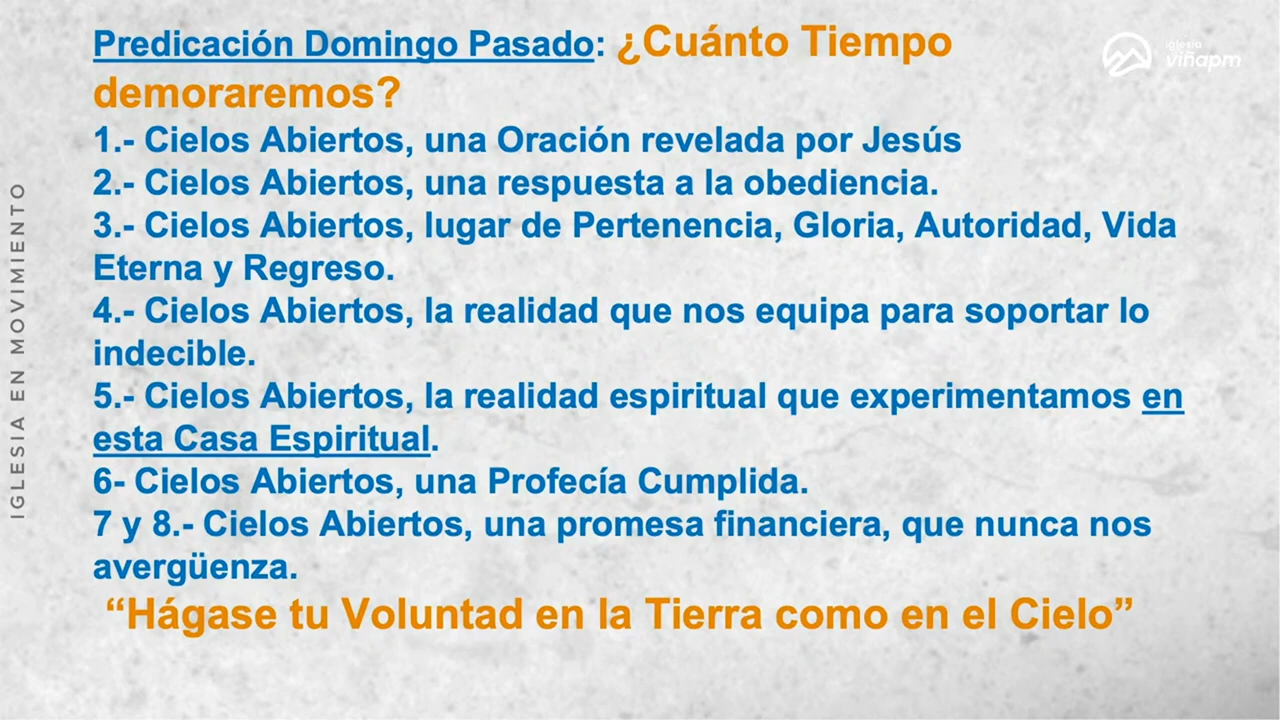 Predicación Domingo Pasado: ¿Cuánto Tiempo
demoraremos?
1.- Cielos Abiertos, una Oración revelada por Jesús
2.- Cielos Abiertos, una respuesta a la obediencia.
3.- Cielos Abiertos, lugar de Pertenencia, Gloria, Autoridad, Vida
Eterna y Regreso.
4.- Cielos Abiertos, la realidad que nos equipa para soportar lo
indecible.
5.- Cielos Abiertos, la realidad espiritual que experimentamos en
esta Casa Espiritual.
6- Cielos Abiertos, una Profecía Cumplida.
7 y 8.- Cielos Abiertos, una promesa financiera, que nunca nos
avergüenza.
“Hágase tu Voluntad en la Tierra como en el Cielo”
iglesia
viñapm
IGLESIA EN MOVIMIENTO